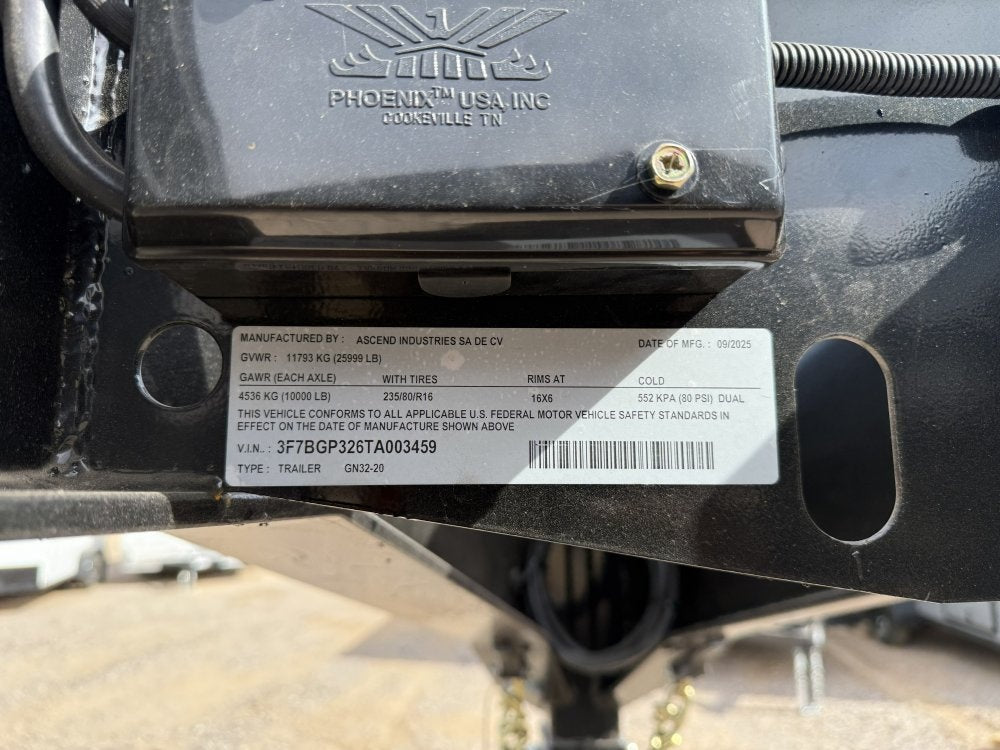 PHOENIX™ USA, INC
COOKEVILLE TN
MANUFACTURED BY : ASCEND INDUSTRIES SA DE CV DATE OF MFG. : 09/2025
GVWR : 11793 KG (25999 LB)
GAWR (EACH AXLE) WITH TIRES RIMS AT COLD
4536 KG (10000 LB) 235/80/R16 16X6 552 KPA (80 PSI) DUAL
THIS VEHICLE CONFORMS TO ALL APPLICABLE U.S. FEDERAL MOTOR VEHICLE SAFETY STANDARDS IN
EFFECT ON THE DATE OF MANUFACTURE SHOWN ABOVE
V.I.N.. : 3F7BGP326TA003459
TYPE : TRAILER GN32-20